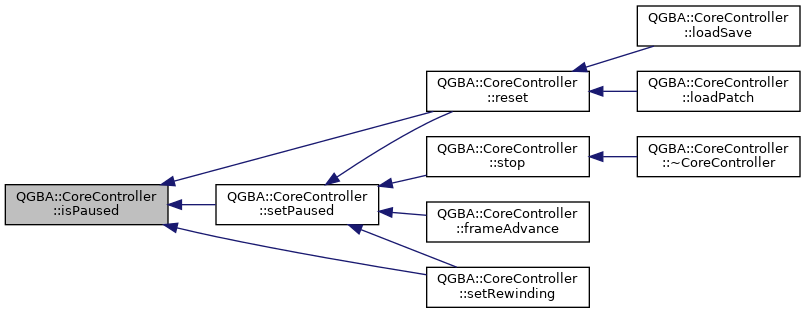 QGBA::CoreController
::loadSave
QGBA::CoreController
::reset
QGBA::CoreController
::loadPatch
QGBA::CoreController
::stop
QGBA::CoreController
::~CoreController
QGBA::CoreController
::isPaused
QGBA::CoreController
::setPaused
QGBA::CoreController
::frameAdvance
QGBA::CoreController
::setRewinding